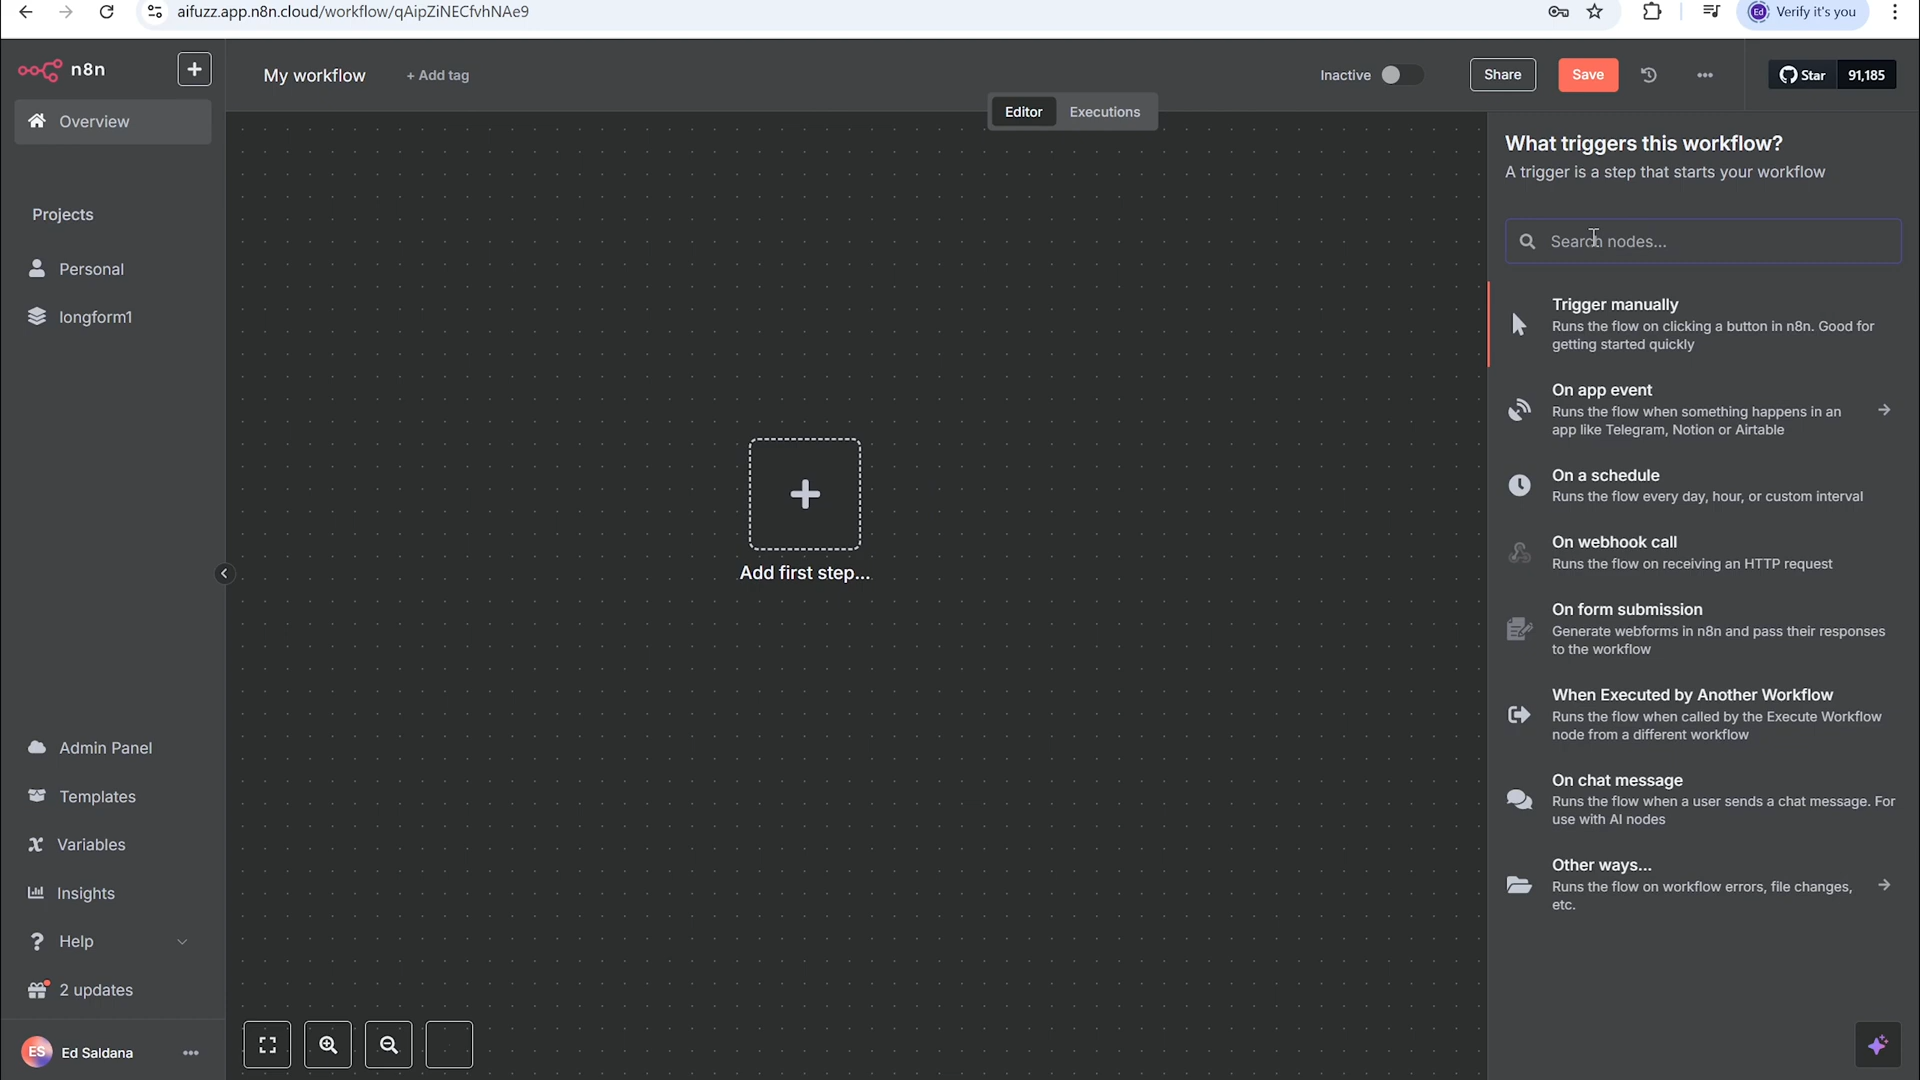 aifuzz.app.n8n.cloud/workflow/qAipZiNECfvhNAe9
Ed Verify it's you
n8n
My workflow
+ Add tag
Inactive
Share
Save
Star
91,185
Editor
Executions
Overview
Projects
Personal
longform1
Admin Panel
Templates
Variables
Insights
Help
2 updates
ES Ed Saldana
Add first step...
What triggers this workflow?
A trigger is a step that starts your workflow
Search nodes...
Trigger manually
Runs the flow on clicking a button in n8n. Good for
getting started quickly
On app event
Runs the flow when something happens in an
app like Telegram, Notion or Airtable
On a schedule
Runs the flow every day, hour, or custom interval
On webhook call
Runs the flow on receiving an HTTP request
On form submission
Generate webforms in n8n and pass their responses
to the workflow
When Executed by Another Workflow
Runs the flow when called by the Execute Workflow
node from a different workflow
On chat message
Runs the flow when a user sends a chat message. For
use with AI nodes
Other ways...
Runs the flow on workflow errors, file changes,
etc.